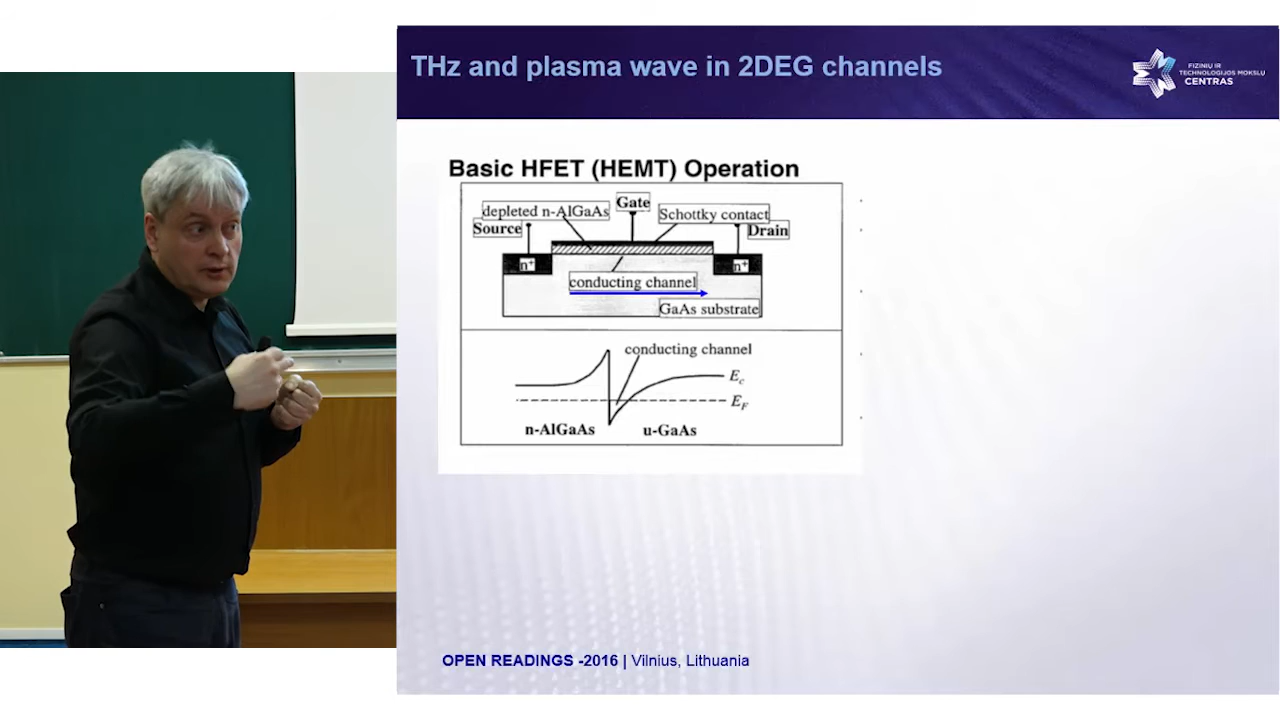 THz and plasma wave in 2DEG channels
FIZINIŲ IR
TECHNOLOGIJOS MOKSLŲ
CENTRAS
Basic HFET (HEMT) Operation
depleted n-AlGaAs
Gate
Schottky contact
Source
Drain
n+
n+
conducting channel
GaAs substrate
conducting channel
Ec
EF
n-AlGaAs
u-GaAs
OPEN READINGS -2016 | Vilnius, Lithuania